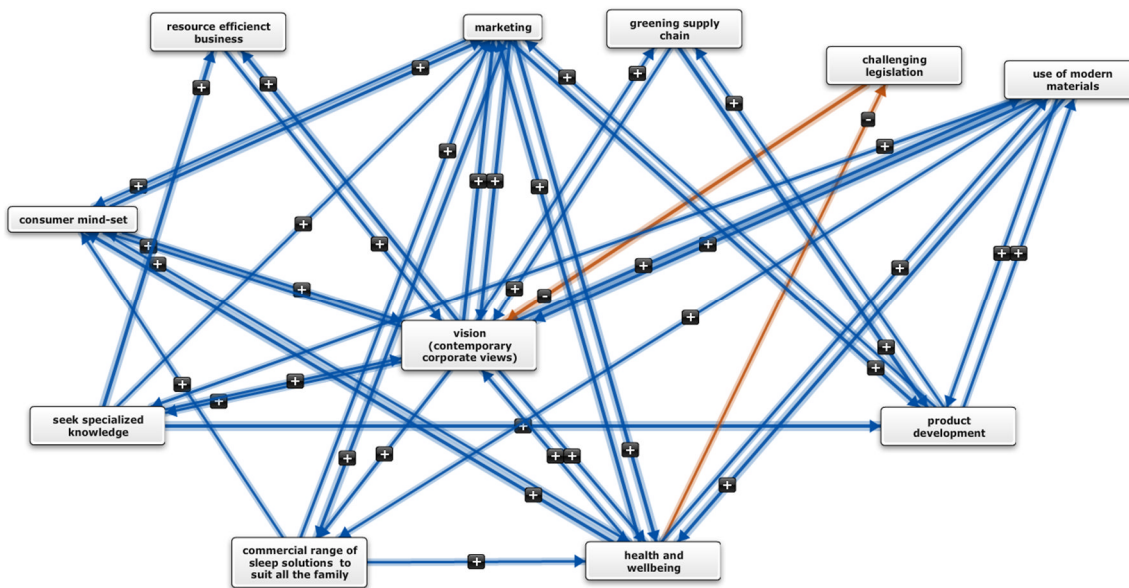 resource efficienct
business
marketing
greening supply
chain
challenging
legislation
use of modern
materials
consumer mind-set
vision
(contemporary
corporate views)
seek specialized
knowledge
product
development
commercial range of
sleep solutions to
suit all the family
health and
wellbeing